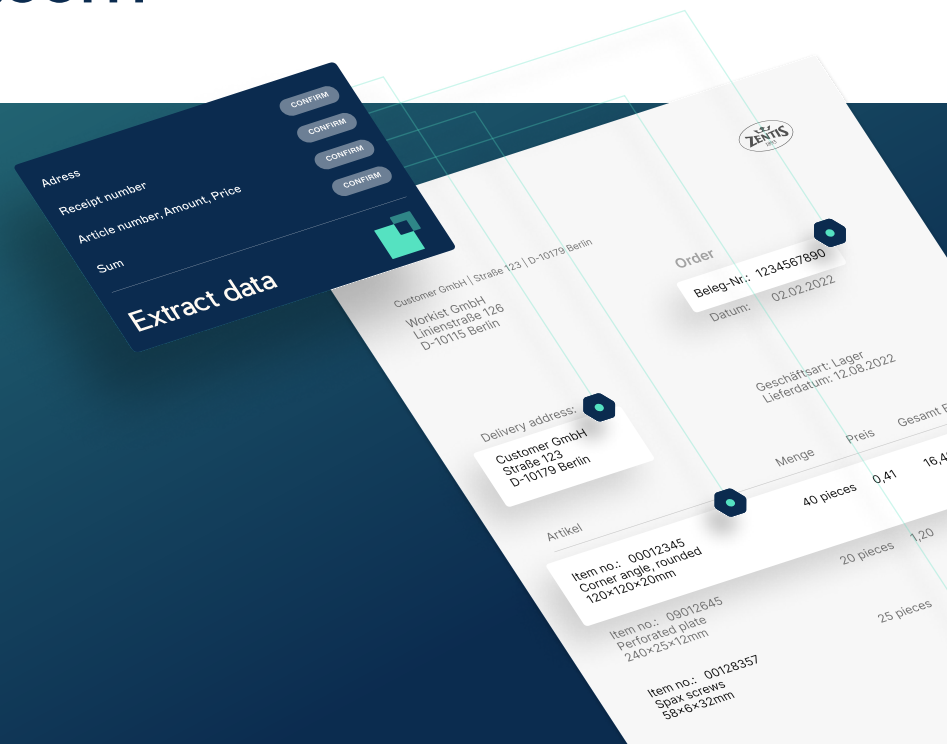 Adress
CONFIRM
Receipt number
CONFIRM
Article number, Amount, Price
CONFIRM
Sum
CONFIRM
Extract data
ZENTIS
Customer GmbH | Straße 123 | D-10179 Berlin
Workist GmbH
Linienstraße 126
D-10115 Berlin
Order
Beleg-Nr.: 1234567890
Datum: 02.02.2022
Geschäftsart: Lager
Lieferdatum: 12.08.2022
Delivery address:
Customer GmbH
Straße 123
D-10179 Berlin
Artikel Menge Preis Gesamt
Item no.: 00012345 40 pieces 0,41
Corner angle, rounded
120×120×20mm
Item no.: 09012645 20 pieces 1,20
Perforated plate
240×25×12mm
Item no.: 00128357 25 pieces
Spax screws
58×6×32mm